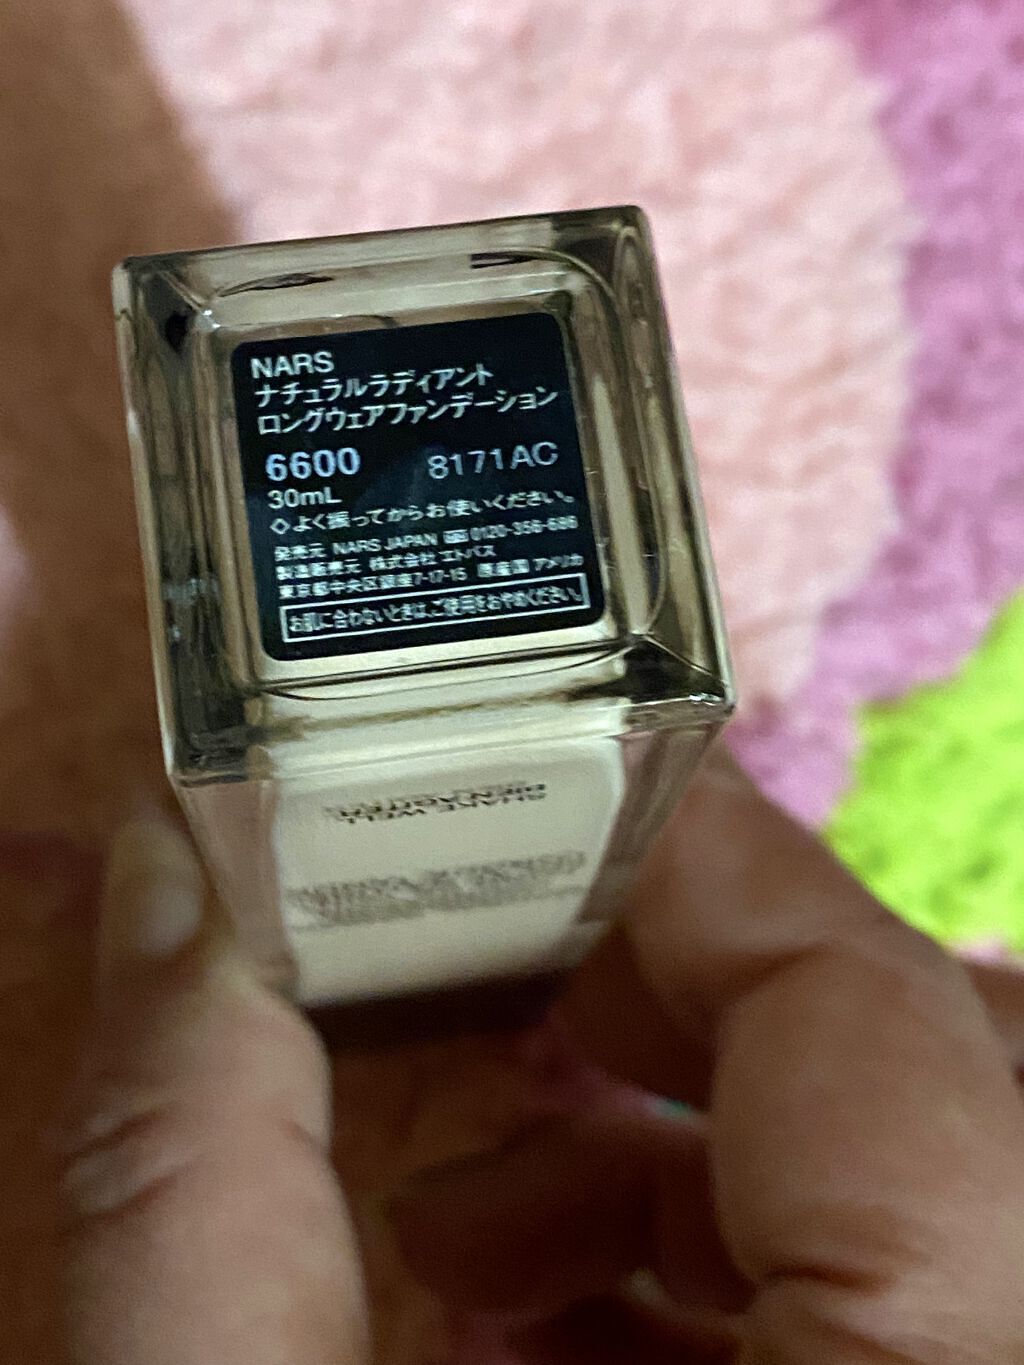 NARS
ナチュラルラディアント
ロングウェアファンデーション
6600 8171AC
30mL
◇よく振ってからお使いください。
発売元 NARS JAPAN 0120-356-686
製造販売元 株式会社 エトバス
東京都中央区銀座7-17-15 原産国 アメリカ
お肌に合わないときは、ご使用をおやめください。
SHAKE WELL